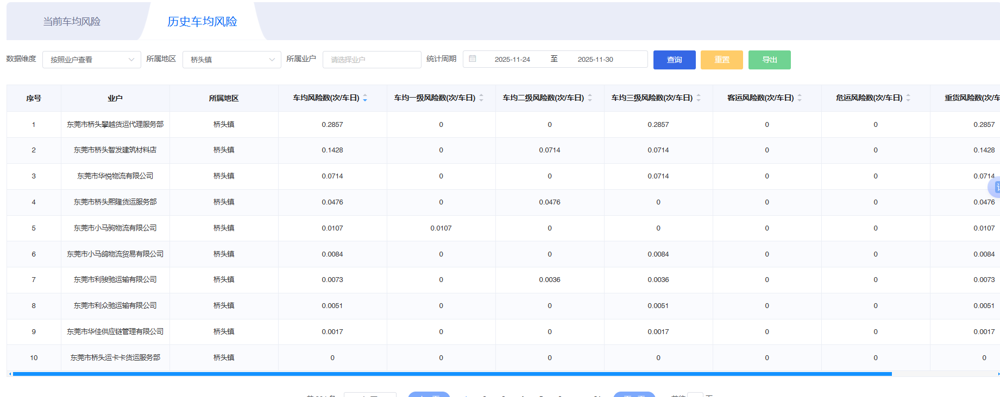 当前车均风险 历史车均风险
数据维度 按照业户查看 所属地区 桥头镇 所属业户 请选择业户 统计周期 2025-11-24 至 2025-11-30 查询 重置 导出
序号 业户 所属地区 车均风险数(次/车日) 车均一级风险数(次/车日) 车均二级风险数(次/车日) 车均三级风险数(次/车日) 客运风险数(次/车日) 危运风险数(次/车日) 重货风险数(次/车
1 东莞市桥头攀越货运代理服务部 桥头镇 0.2857 0 0 0.2857 0 0 0.2857
2 东莞市桥头智发建筑材料店 桥头镇 0.1428 0 0.0714 0.0714 0 0 0.1428
3 东莞市华悦物流有限公司 桥头镇 0.0714 0 0 0.0714 0 0 0.0714
4 东莞市桥头熙隆货运服务部 桥头镇 0.0476 0 0.0476 0 0 0 0.0476
5 东莞市小马驹物流有限公司 桥头镇 0.0107 0.0107 0 0 0 0 0.0107
6 东莞市小马鸽物流贸易有限公司 桥头镇 0.0084 0 0 0.0084 0 0 0.0084
7 东莞市利骏驰运输有限公司 桥头镇 0.0073 0 0.0036 0.0036 0 0 0.0073
8 东莞市利众驰运输有限公司 桥头镇 0.0051 0 0 0.0051 0 0 0.0051
9 东莞市华佳供应链管理有限公司 桥头镇 0.0017 0 0 0.0017 0 0 0.0017
10 东莞市桥头运卡卡货运服务部 桥头镇 0 0 0 0 0 0 0